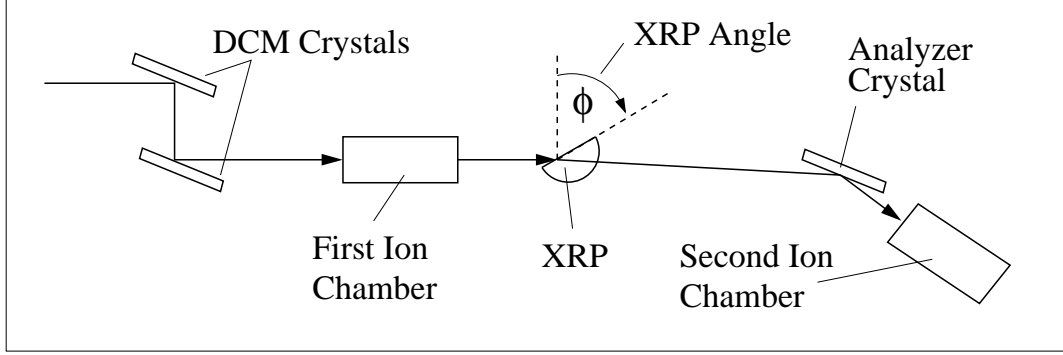 DCM Crystals
XRP Angle
ϕ
Analyzer
Crystal
First Ion
Chamber
XRP
Second Ion
Chamber